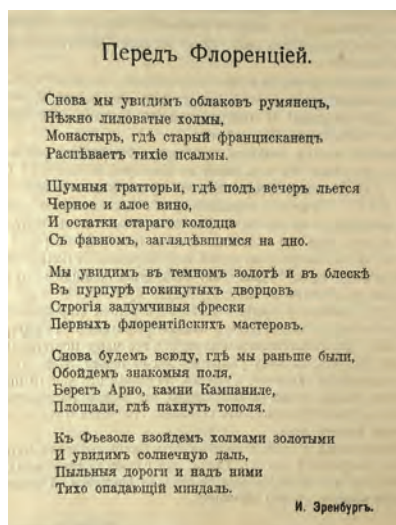 Передъ Флоренціей.
Снова мы увидимъ облаковъ румянецъ,
Нѣжно лиловатые холмы,
Монастырь, гдѣ старый францисканецъ
Распѣваетъ тихіе псалмы.
Шумныя тратторьи, гдѣ подъ вечеръ льется
Черное и алое вино,
И остатки стараго колодца
Съ фавномъ, заглядѣвшимся на дно.
Мы увидимъ въ темномъ золотѣ и въ блескѣ
Въ пурпурѣ покинутыхъ дворцовъ
Строгія задумчивыя фрески
Первыхъ флорентійскихъ мастеровъ.
Снова будемъ всюду, гдѣ мы раньше были,
Обойдемъ знакомыя поля,
Берегъ Арно, камни Кампаниле,
Площади, гдѣ пахнутъ тополя.
Къ Фьезоле взойдемъ холмами золотыми
И увидимъ солнечную даль,
Пыльныя дороги и надъ ними
Тихо опадающій миндаль.
И. Эренбургъ.